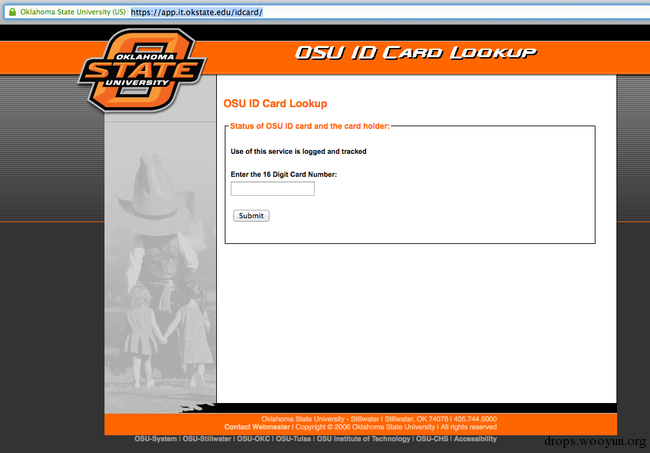 Oklahoma State University (US) https://app.it.okstate.edu/idcard/
OKLAHOMA
STATE
UNIVERSITY
OSU ID CARD LOOKUP
OSU ID Card Lookup
Status of OSU ID card and the card holder:
Use of this service is logged and tracked
Enter the 16 Digit Card Number:
Submit
Oklahoma State University - Stillwater | Stillwater, OK 74078 | 405.744.5000
Contact Webmaster | Copyright © 2006 Oklahoma State University | All rights reserved
OSU-System | OSU-Stillwater | OSU-OKC | OSU-Tulsa | OSU Institute of Technology | OSU-CHS | Accessibility
drops.wooyun.org